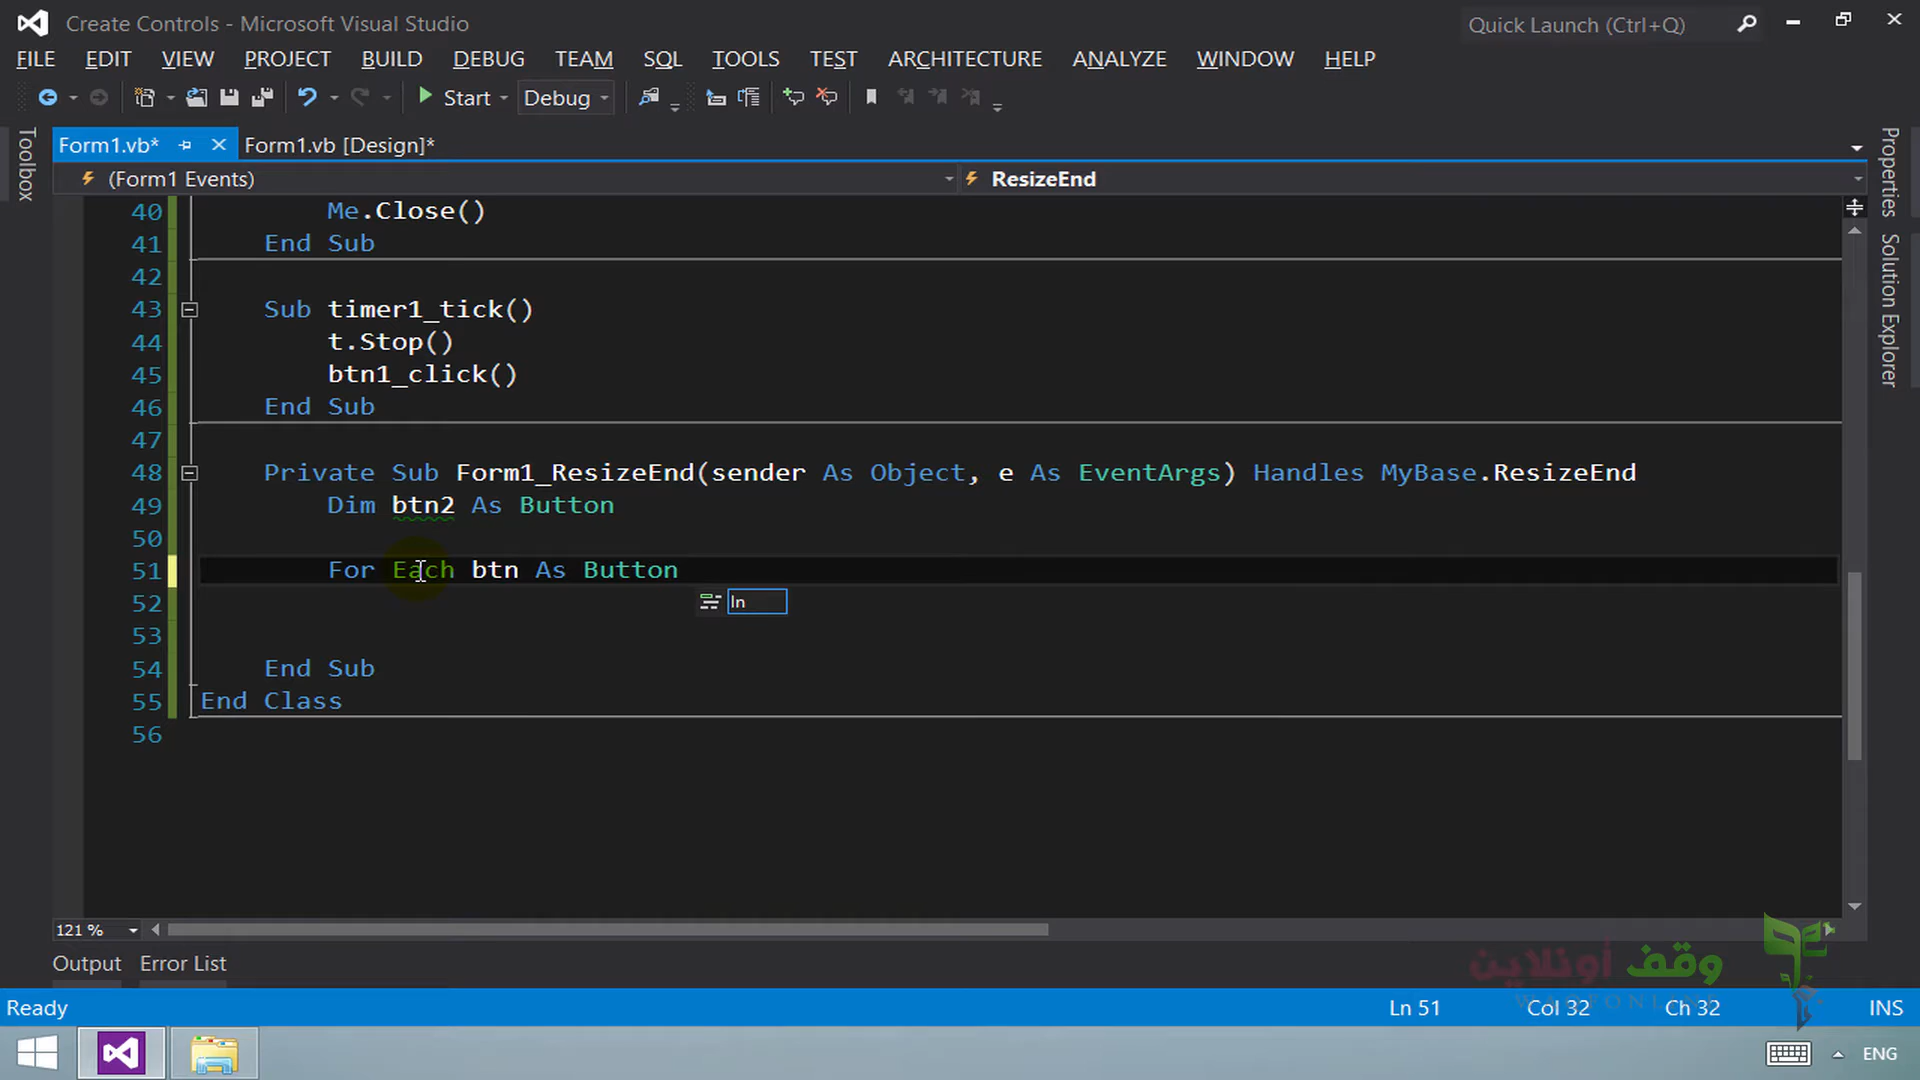 Create Controls - Microsoft Visual Studio
Quick Launch (Ctrl+Q)
FILE EDIT VIEW PROJECT BUILD DEBUG TEAM SQL TOOLS TEST ARCHITECTURE ANALYZE WINDOW HELP
Start Debug
Form1.vb* Form1.vb [Design]*
Toolbox
Properties
Solution Explorer
(Form1 Events) ResizeEnd
40 Me.Close()
41 End Sub
42
43 Sub timer1_tick()
44 t.Stop()
45 btn1_click()
46 End Sub
47
48 Private Sub Form1_ResizeEnd(sender As Object, e As EventArgs) Handles MyBase.ResizeEnd
49 Dim btn2 As Button
50
51 For Each btn As Button
52 In
53
54 End Sub
55 End Class
56
121 %
وقف أونلاين
Output Error List
Ready Ln 51 Col 32 Ch 32 INS
ENG